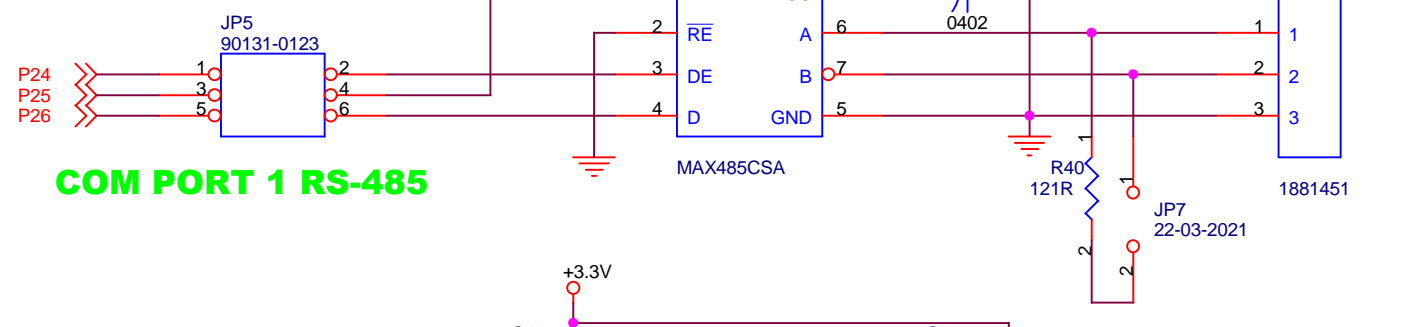 JP5
90131-0123
0402
2 RE A 6 1 1
P24 1 2 3 DE B 7 2 2
P25 3 4
P26 5 6 4 D GND 5 3 3
MAX485CSA
1881451
COM PORT 1 RS-485
1
R40
121R
2
1
JP7
22-03-2021
2
+3.3V